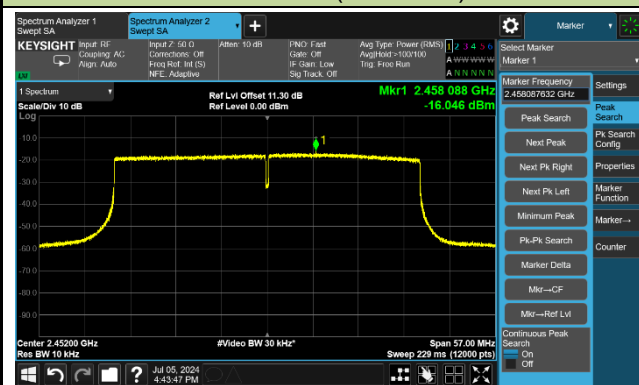 Spectrum Analyzer 1
Swept SA
Spectrum Analyzer 2
Swept SA
Marker
KEYSIGHT
Input: RF
Coupling: AC
Align: Auto
Input Z: 50 Ω
Corrections: Off
Freq Ref: Int (S)
NFE: Adaptive
Atten: 10 dB
PNO: Fast
Gate: Off
IF Gain: Low
Sig Track: Off
Avg Type: Power (RMS)
Avg|Hold:>100/100
Trig: Free Run
1 2 3 4 5 6
A W W W W W
A N N N N N
LXI
Select Marker
Marker 1
1 Spectrum
Scale/Div 10 dB
Log
Ref Lvl Offset 11.30 dB
Ref Level 0.00 dBm
Mkr1 2.458 088 GHz
-16.046 dBm
1
-10.0
-20.0
-30.0
-40.0
-50.0
-60.0
-70.0
-80.0
-90.0
Center 2.45200 GHz
Res BW 10 kHz
#Video BW 30 kHz*
Span 57.00 MHz
Sweep 229 ms (12000 pts)
Marker Frequency
2.458087632 GHz
Peak Search
Next Peak
Next Pk Right
Next Pk Left
Minimum Peak
Pk-Pk Search
Marker Delta
Mkr→CF
Mkr→Ref Lvl
Continuous Peak
Search
On
Off
Settings
Peak
Search
Pk Search
Config
Properties
Marker
Function
Marker→
Counter
?
Jul 05, 2024
4:43:47 PM